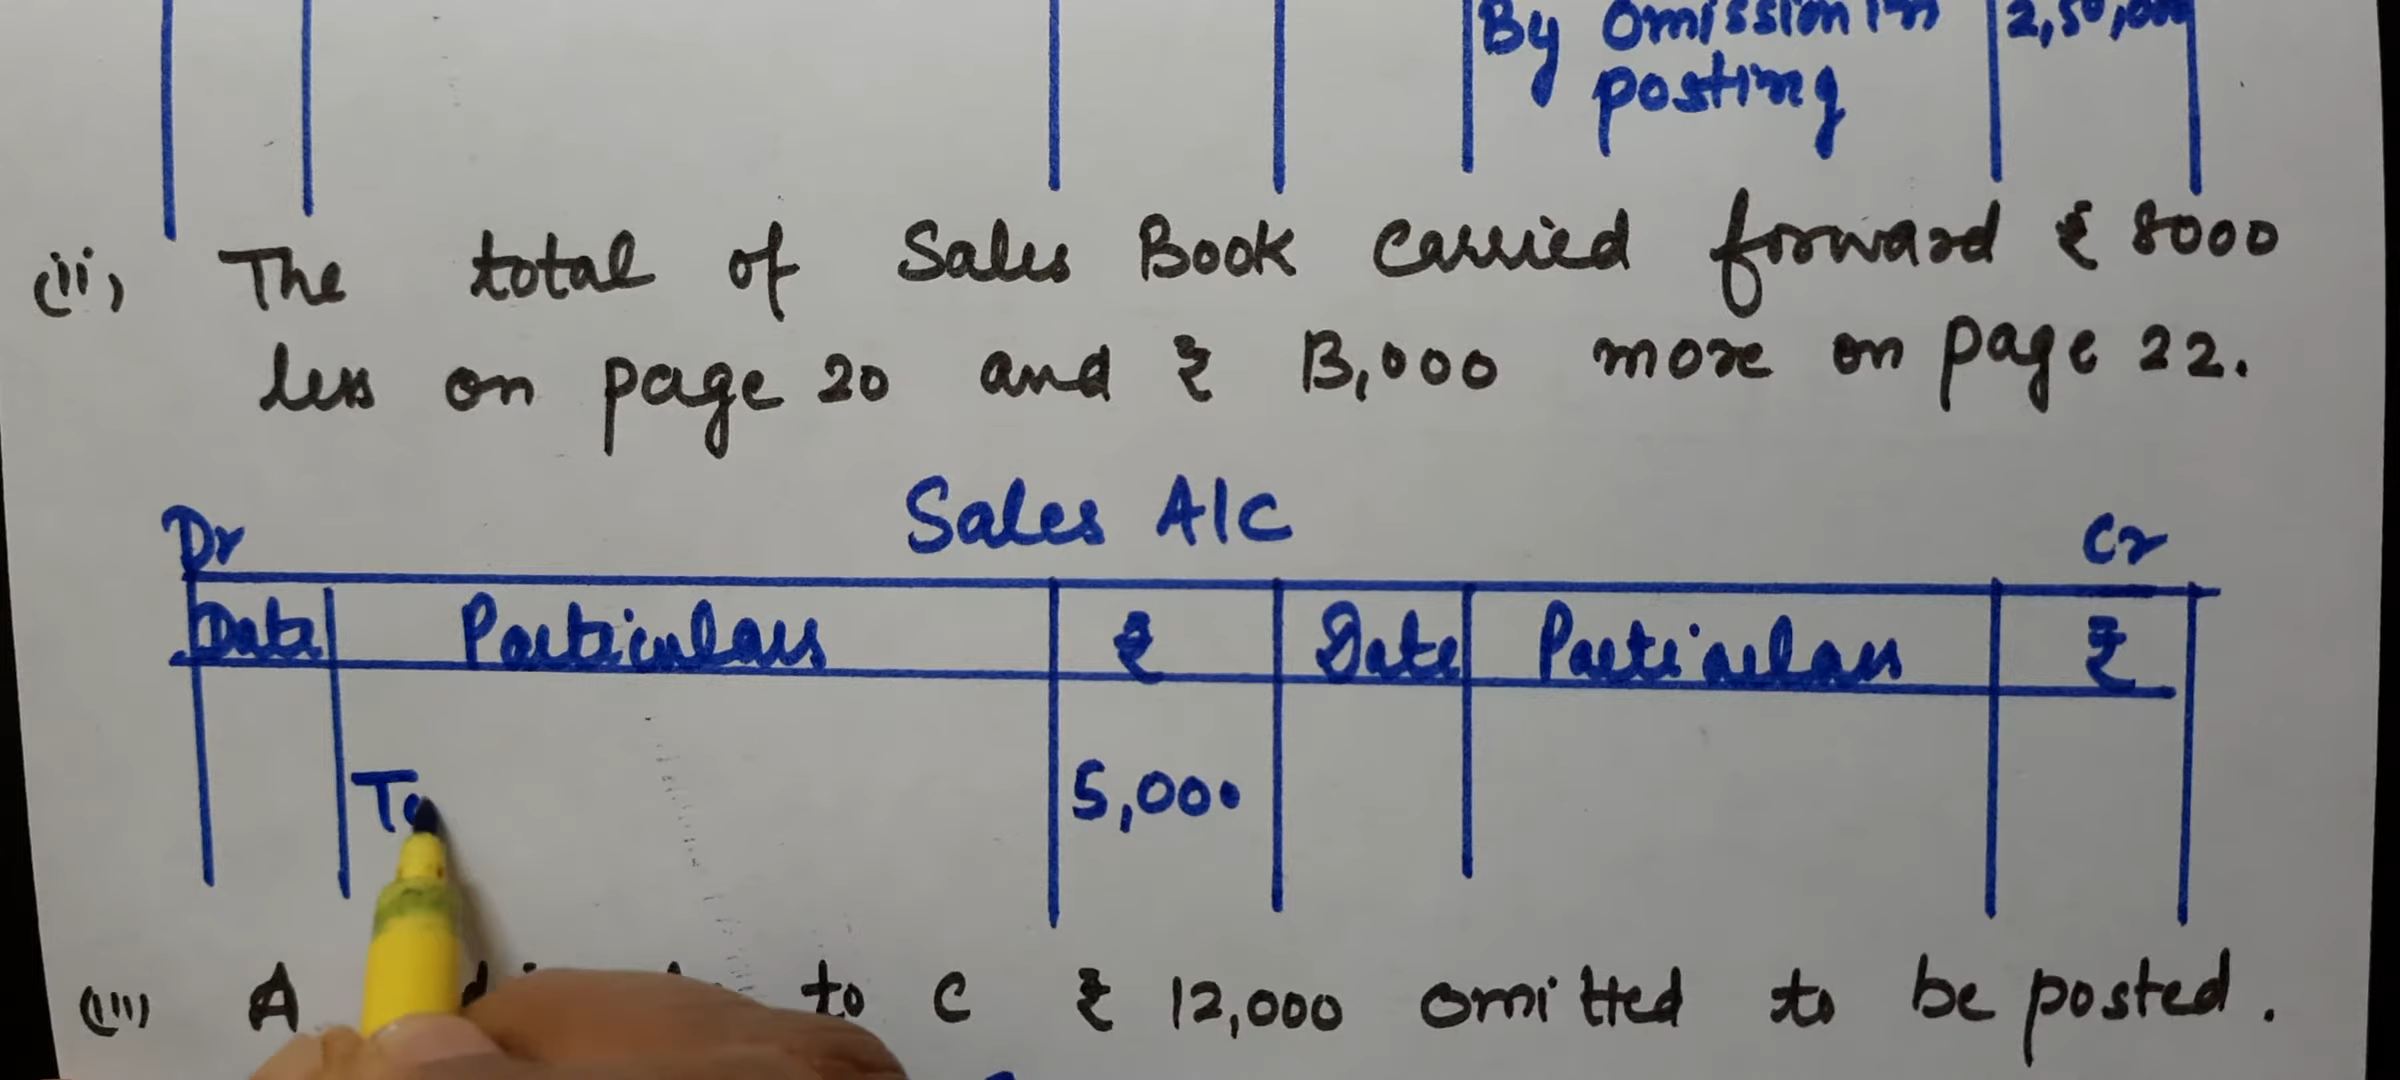 By Omission in 2,50,000
posting
(ii) The total of Sales Book carried forward ₹ 8000
less on page 20 and ₹ 13,000 more on page 22.
Sales A/C
Dr Cr
Date Particulars ₹ Date Particulars ₹
To 5,000
(iii) A to C ₹ 12,000 omitted to be posted.